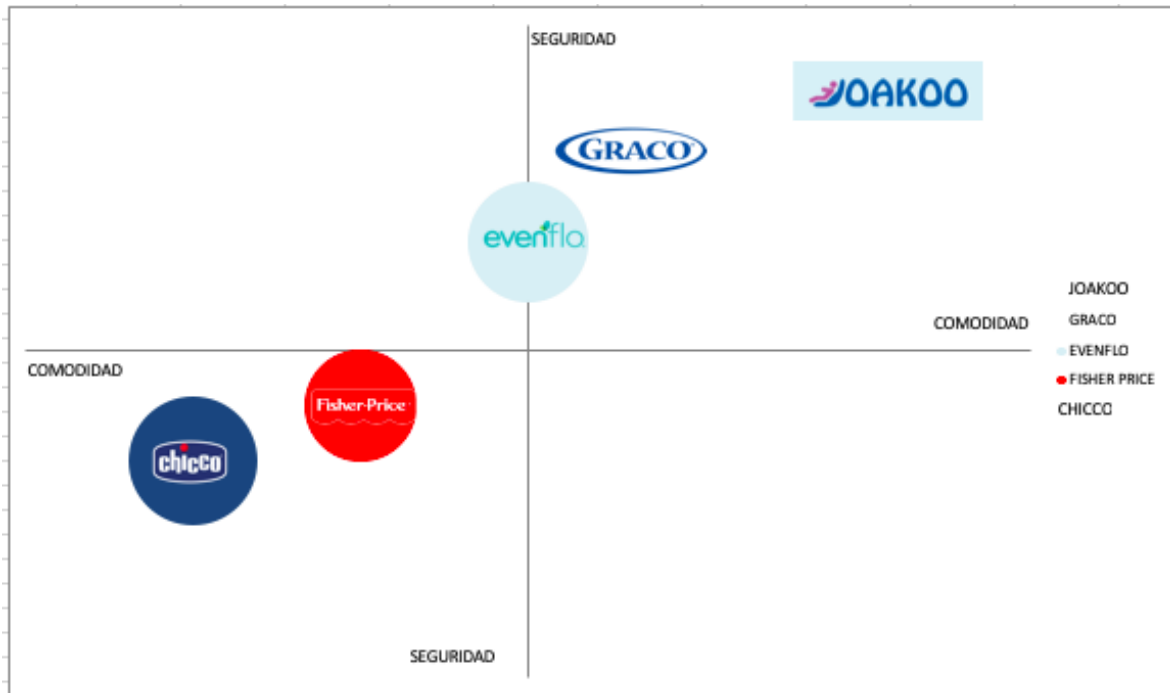 SEGURIDAD
JOAKOO
GRACO
evenflo
JOAKOO
COMODIDAD
GRACO
EVENFLO
COMODIDAD
FISHER PRICE
Fisher-Price
CHICCO
chicco
SEGURIDAD